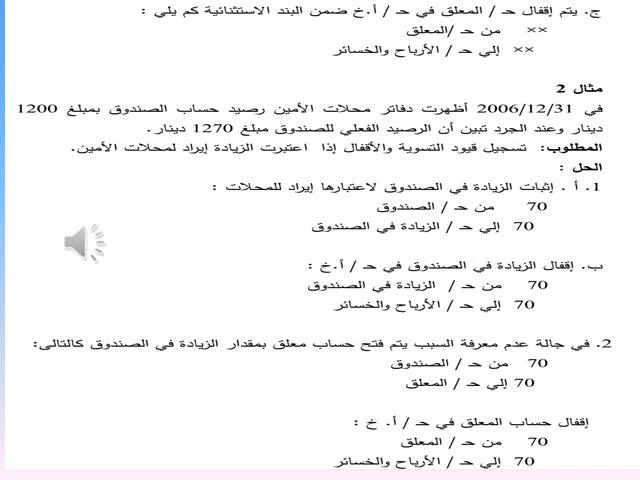 ج. يتم إقفال حـ / المعلق في حـ / أ.خ ضمن البند الاستثنائية كم يلي :
×× من حـ /المعلق
×× إلي حـ / الأرباح والخسائر
مثال 2
في 2006/12/31 أظهرت دفاتر محلات الأمين رصيد حساب الصندوق بمبلغ 1200
دينار وعند الجرد تبين أن الرصيد الفعلي للصندوق مبلغ 1270 دينار.
المطلوب: تسجيل قيود التسوية والأقفال إذا اعتبرت الزيادة إيراد لمحلات الأمين.
الحل :
1. أ . إثبات الزيادة في الصندوق لاعتبارها إيراد للمحلات :
70 من حـ / الصندوق
70 إلي حـ / الزيادة في الصندوق
ب. إقفال الزيادة في الصندوق في حـ / أ.خ :
70 من حـ / الزيادة في الصندوق
70 إلي حـ / الأرباح والخسائر
2. في جالة عدم معرفة السبب يتم فتح حساب معلق بمقدار الزيادة في الصندوق كالتالى:
70 من حـ / الصندوق
70 إلي حـ / المعلق
إقفال حساب المعلق في حـ / أ. خ :
70 من حـ / المعلق
70 إلي حـ / الأرباح والخسائر